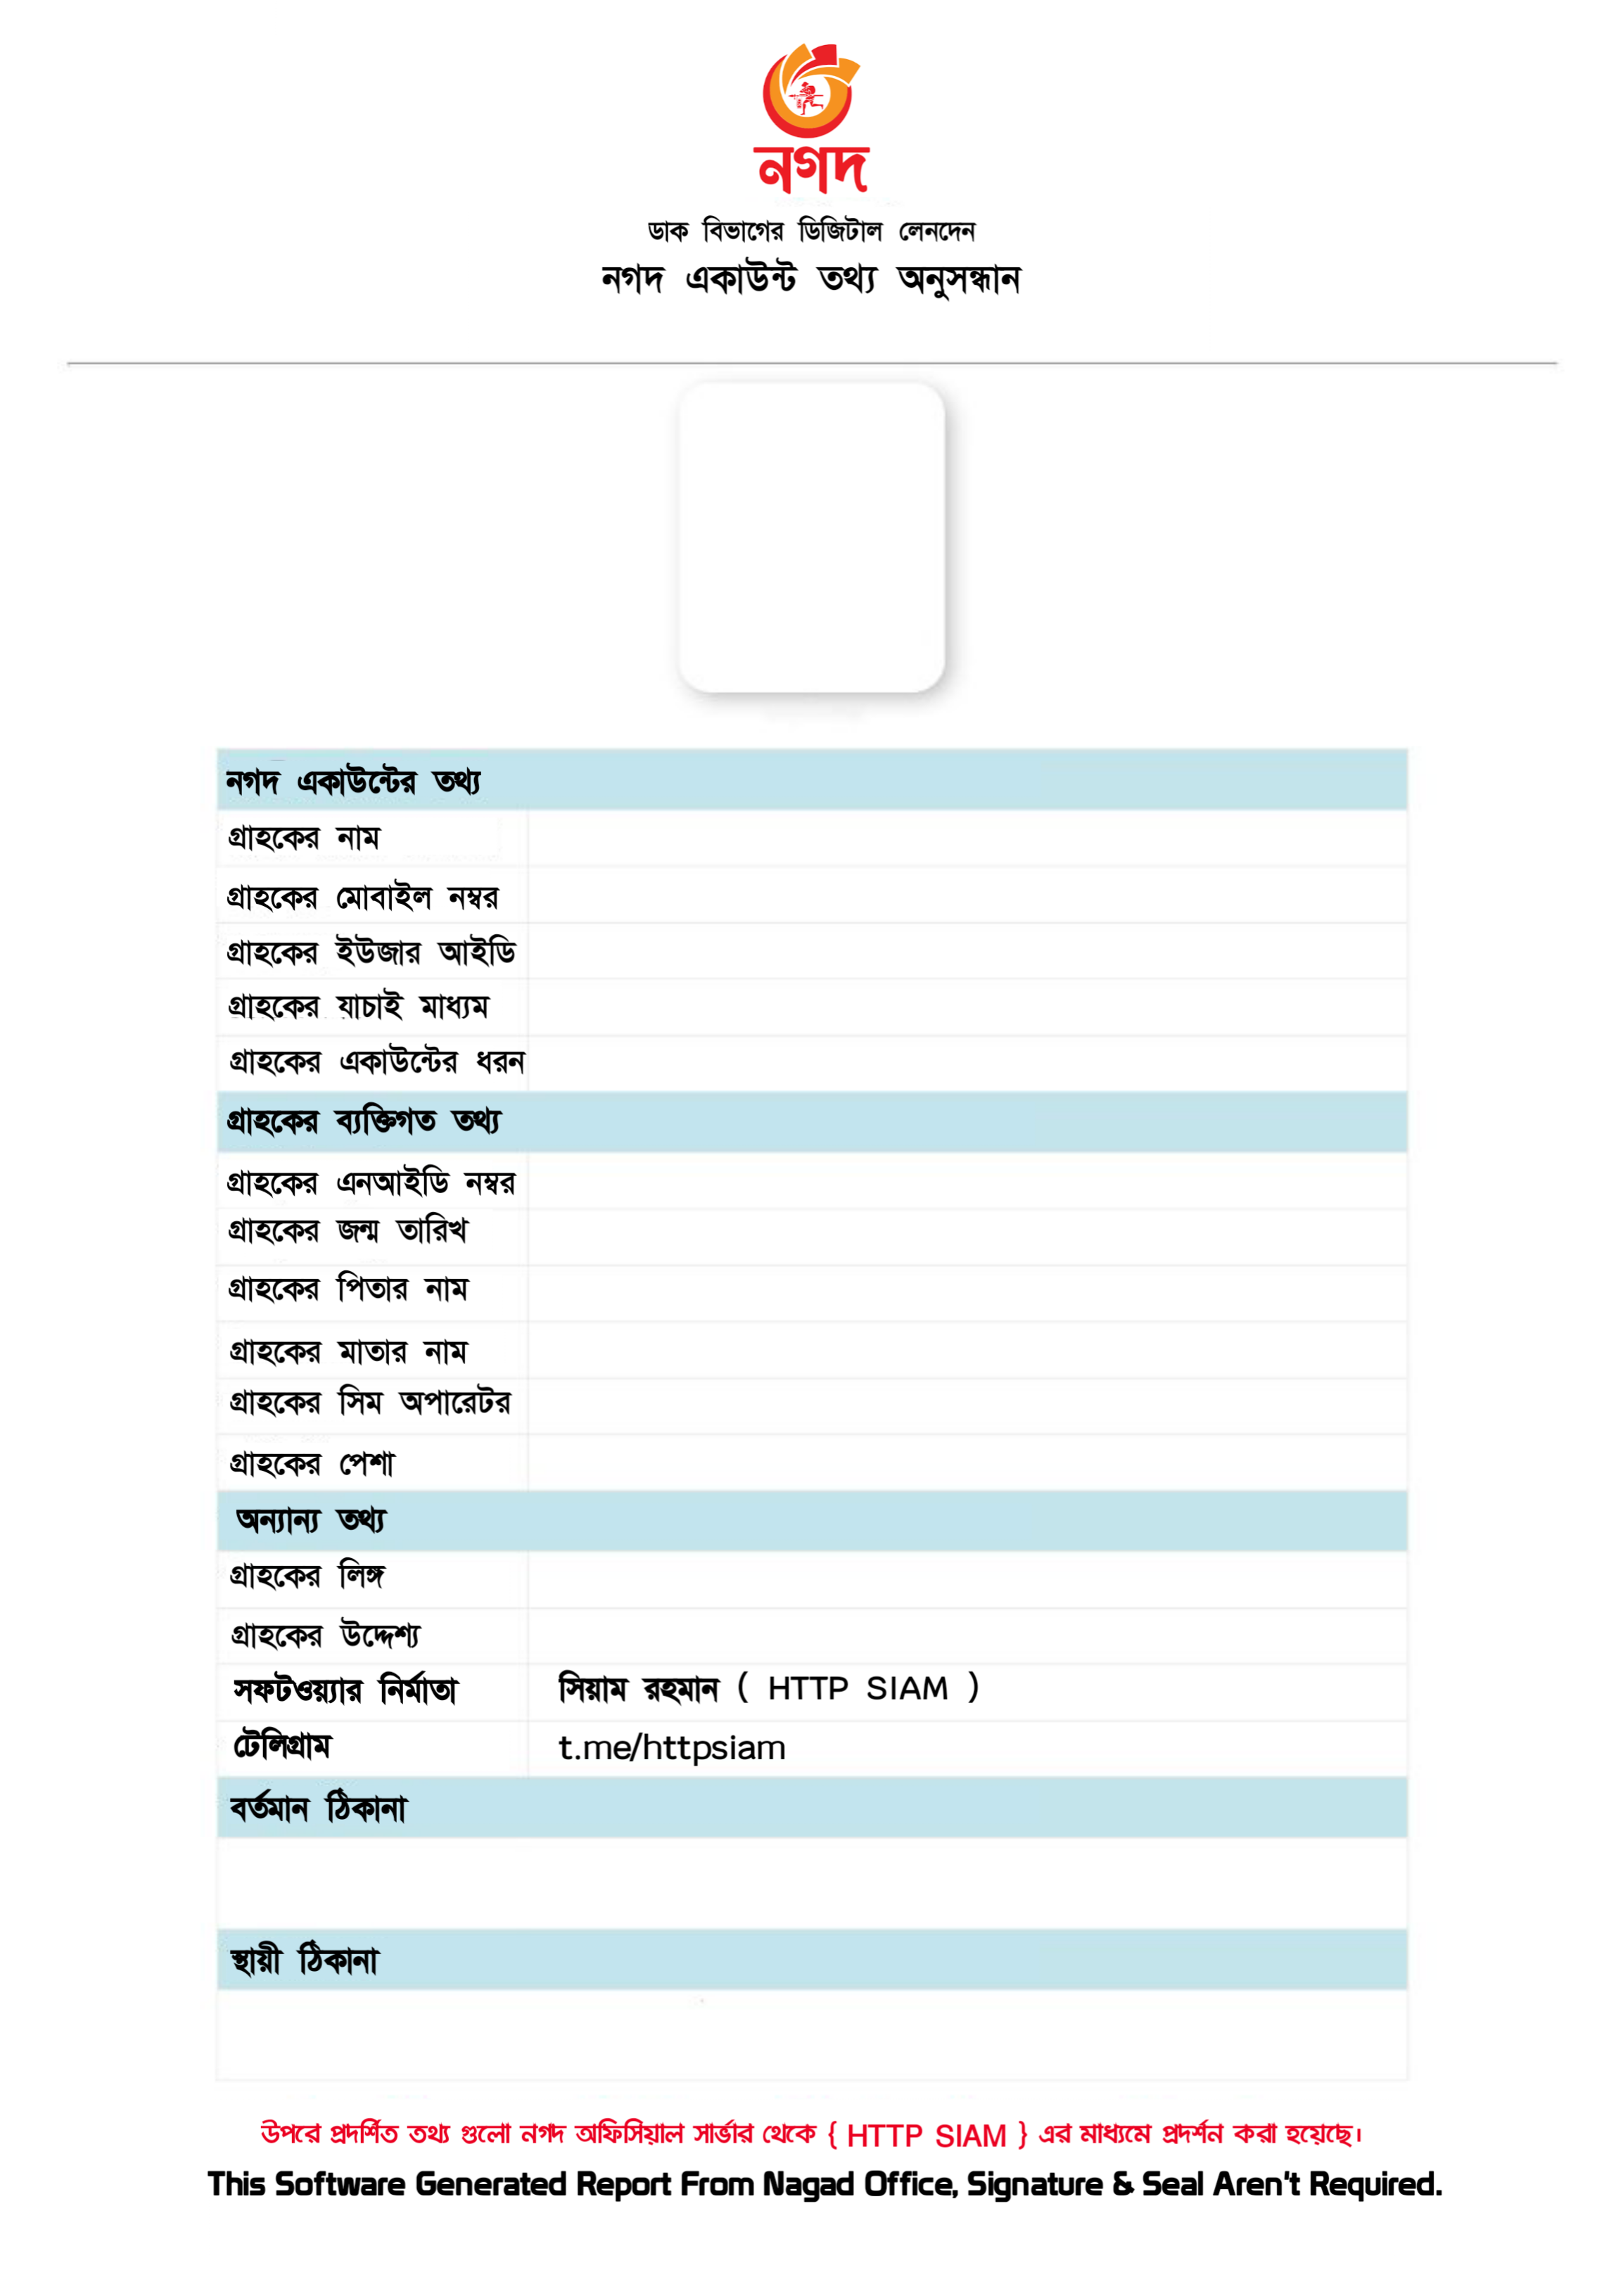 নগদ
ডাক বিভাগের ডিজিটাল লেনদেন
নগদ একাউন্ট তথ্য অনুসন্ধান
নগদ একাউন্টের তথ্য
গ্রাহকের নাম
গ্রাহকের মোবাইল নম্বর
গ্রাহকের ইউজার আইডি
গ্রাহকের যাচাই মাধ্যম
গ্রাহকের একাউন্টের ধরন
গ্রাহকের ব্যক্তিগত তথ্য
গ্রাহকের এনআইডি নম্বর
গ্রাহকের জন্ম তারিখ
গ্রাহকের পিতার নাম
গ্রাহকের মাতার নাম
গ্রাহকের সিম অপারেটর
গ্রাহকের পেশা
অন্যান্য তথ্য
গ্রাহকের লিঙ্গ
গ্রাহকের উদ্দেশ্য
সফটওয়্যার নির্মাতা সিয়াম রহমান ( HTTP SIAM )
টেলিগ্রাম t.me/httpsiam
বর্তমান ঠিকানা
স্থায়ী ঠিকানা
উপরে প্রদর্শিত তথ্য গুলো নগদ অফিসিয়াল সার্ভার থেকে { HTTP SIAM } এর মাধ্যমে প্রদর্শন করা হয়েছে।
This Software Generated Report From Nagad Office, Signature & Seal Aren't Required.